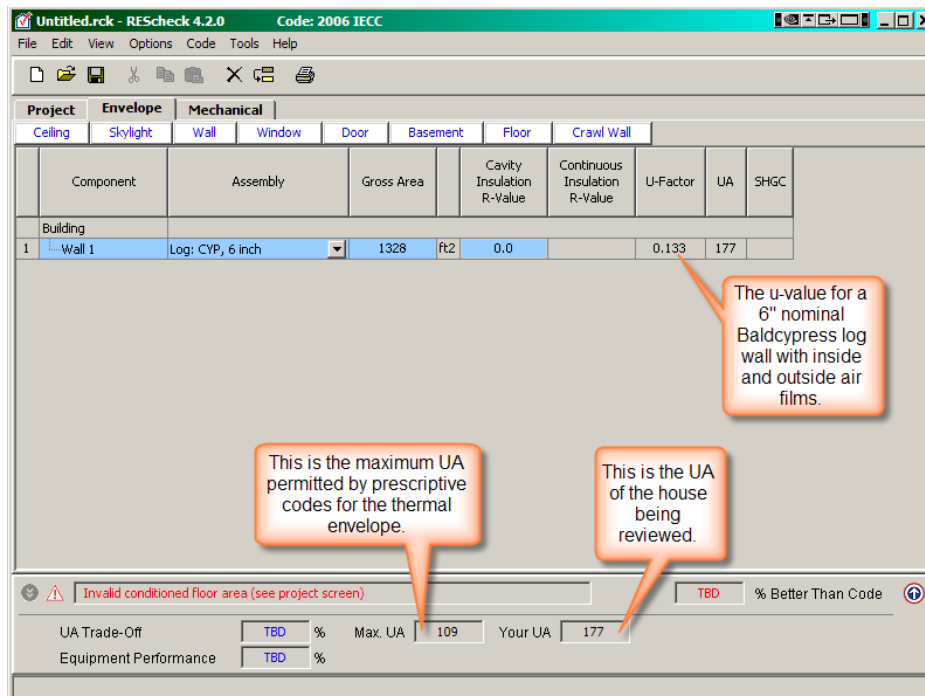 Untitled.rck - REScheck 4.2.0 Code: 2006 IECC
File Edit View Options Code Tools Help
Project Envelope Mechanical
Ceiling Skylight Wall Window Door Basement Floor Crawl Wall
Component Assembly Gross Area Cavity Insulation R-Value Continuous Insulation R-Value U-Factor UA SHGC
Building
1 Wall 1 Log: CYP, 6 inch 1328 ft2 0.0 0.133 177
The u-value for a
6" nominal
Baldcypress log
wall with inside
and outside air
films.
This is the maximum UA
permitted by prescriptive
codes for the thermal
envelope.
This is the UA
of the house
being
reviewed.
Invalid conditioned floor area (see project screen) TBD % Better Than Code
UA Trade-Off TBD % Max. UA 109 Your UA 177
Equipment Performance TBD %